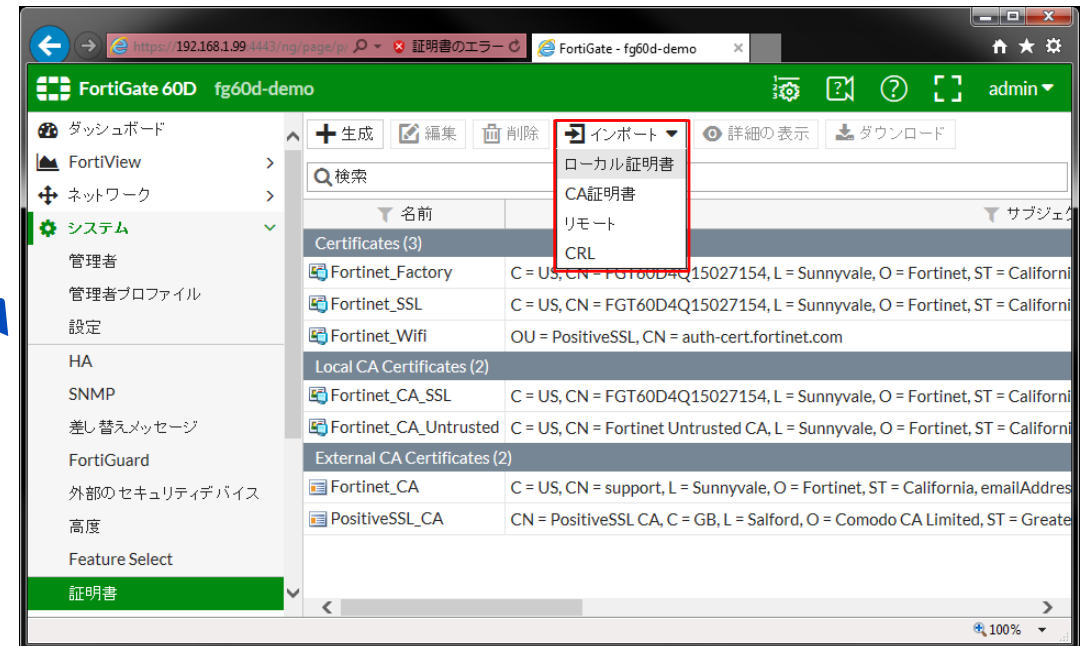 https://192.168.1.99:4443/ng/page/p/ 証明書のエラー FortiGate - fg60d-demo
FortiGate 60D fg60d-demo admin
ダッシュボード
FortiView
ネットワーク
システム
管理者
管理者プロファイル
設定
HA
SNMP
差し替えメッセージ
FortiGuard
外部のセキュリティデバイス
高度
Feature Select
証明書
生成 編集 削除 インポート 詳細の表示 ダウンロード
ローカル証明書
CA証明書
リモート
CRL
検索
名前 サブジェク
Certificates (3)
Fortinet_Factory C = US, CN = FGT60D4Q15027154, L = Sunnyvale, O = Fortinet, ST = Californi
Fortinet_SSL C = US, CN = FGT60D4Q15027154, L = Sunnyvale, O = Fortinet, ST = Californi
Fortinet_Wifi OU = PositiveSSL, CN = auth-cert.fortinet.com
Local CA Certificates (2)
Fortinet_CA_SSL C = US, CN = FGT60D4Q15027154, L = Sunnyvale, O = Fortinet, ST = Californi
Fortinet_CA_Untrusted C = US, CN = Fortinet Untrusted CA, L = Sunnyvale, O = Fortinet, ST = Californi
External CA Certificates (2)
Fortinet_CA C = US, CN = support, L = Sunnyvale, O = Fortinet, ST = California, emailAddres
PositiveSSL_CA CN = PositiveSSL CA, C = GB, L = Salford, O = Comodo CA Limited, ST = Greate
100%